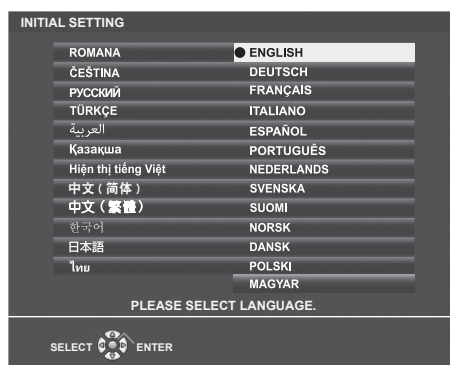 INITIAL SETTING
ROMANA
ENGLISH
ČEŠTINA
DEUTSCH
РУССКИЙ
FRANÇAIS
TÜRKÇE
ITALIANO
العربية
ESPAÑOL
Қазақша
PORTUGUÊS
Hiện thị tiếng Việt
NEDERLANDS
中文 ( 简体 )
SVENSKA
中文 ( 繁體 )
SUOMI
한국어
NORSK
日本語
DANSK
ไทย
POLSKI
MAGYAR
PLEASE SELECT LANGUAGE.
SELECT
ENTER